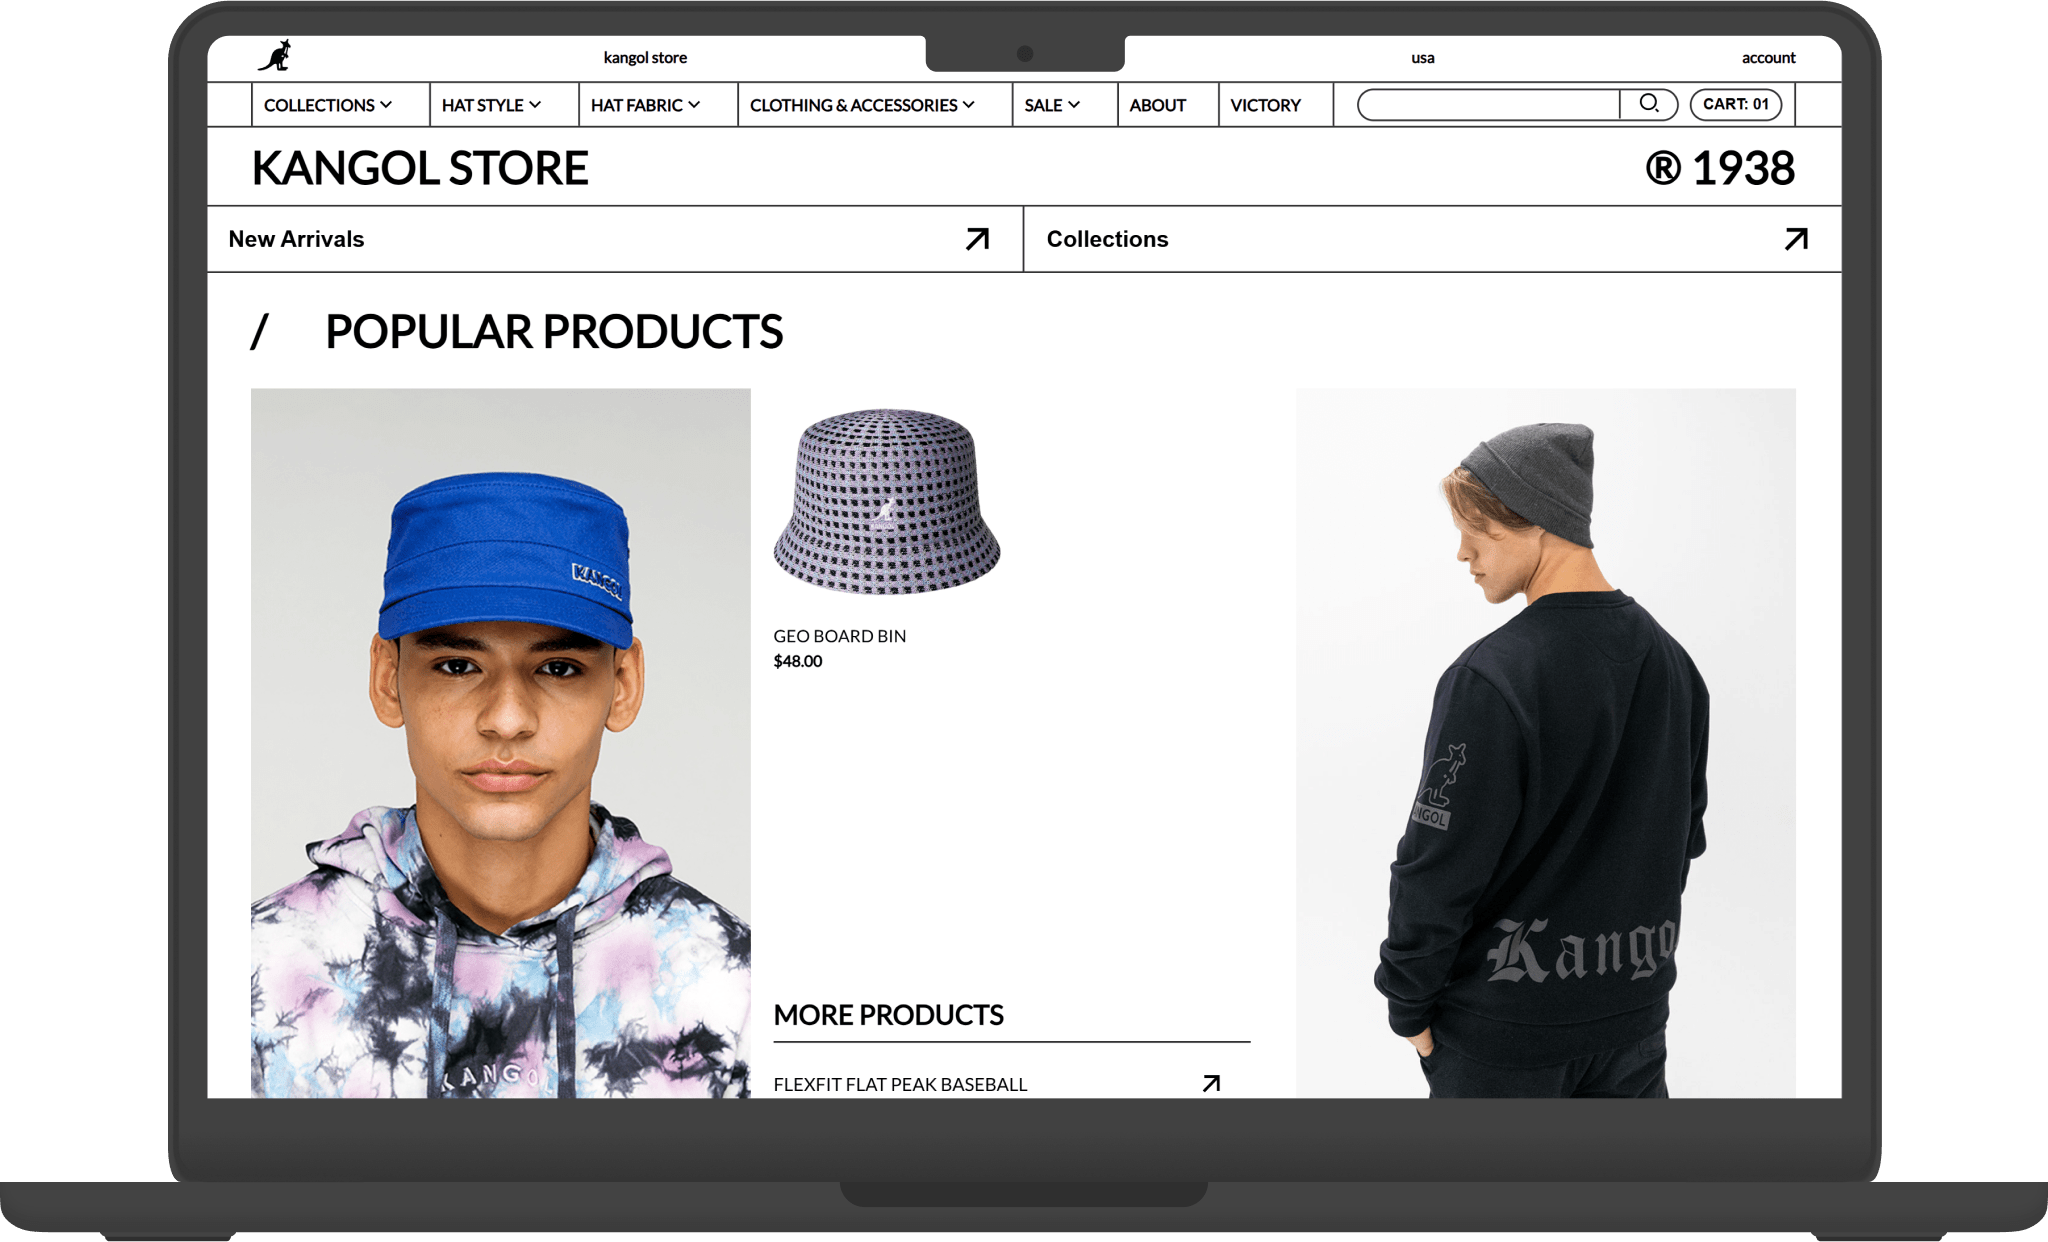 kangol store
usa
account
COLLECTIONS
HAT STYLE
HAT FABRIC
CLOTHING & ACCESSORIES
SALE
ABOUT
VICTORY
CART: 01
KANGOL STORE
® 1938
New Arrivals
Collections
/ POPULAR PRODUCTS
KANGOL
KANGOL
GEO BOARD BIN
$48.00
MORE PRODUCTS
FLEXFIT FLAT PEAK BASEBALL
KANGOL
NGOL
Kango